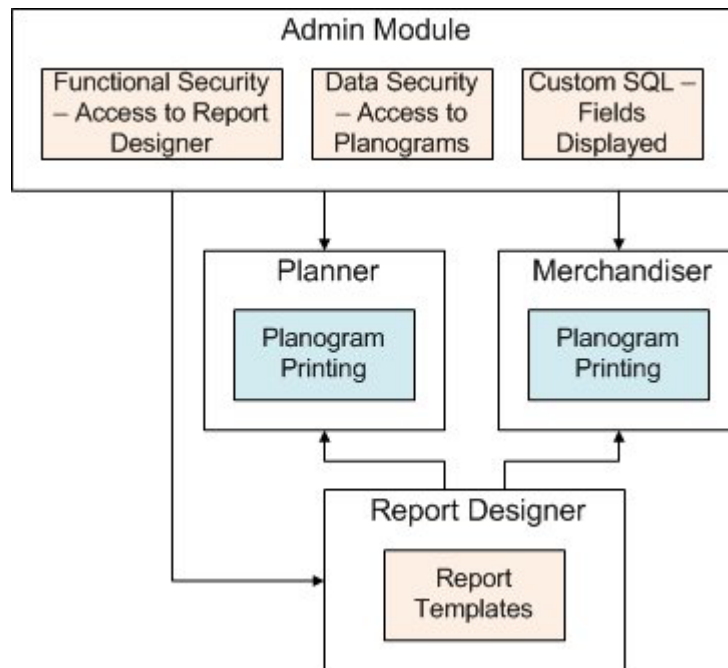 Admin Module
Functional Security
– Access to Report
Designer
Data Security
– Access to
Planograms
Custom SQL –
Fields
Displayed
Planner
Planogram
Printing
Merchandiser
Planogram
Printing
Report Designer
Report
Templates